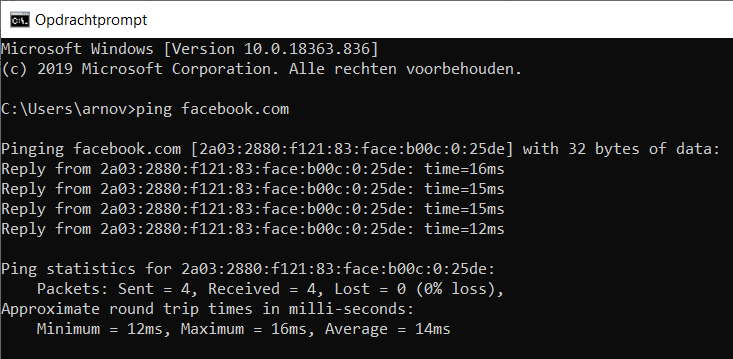 Opdrachtprompt
Microsoft Windows [Version 10.0.18363.836]
(c) 2019 Microsoft Corporation. Alle rechten voorbehouden.
C:\Users\arnov>ping facebook.com
Pinging facebook.com [2a03:2880:f121:83:face:b00c:0:25de] with 32 bytes of data:
Reply from 2a03:2880:f121:83:face:b00c:0:25de: time=16ms
Reply from 2a03:2880:f121:83:face:b00c:0:25de: time=15ms
Reply from 2a03:2880:f121:83:face:b00c:0:25de: time=15ms
Reply from 2a03:2880:f121:83:face:b00c:0:25de: time=12ms
Ping statistics for 2a03:2880:f121:83:face:b00c:0:25de:
    Packets: Sent = 4, Received = 4, Lost = 0 (0% loss),
Approximate round trip times in milli-seconds:
    Minimum = 12ms, Maximum = 16ms, Average = 14ms